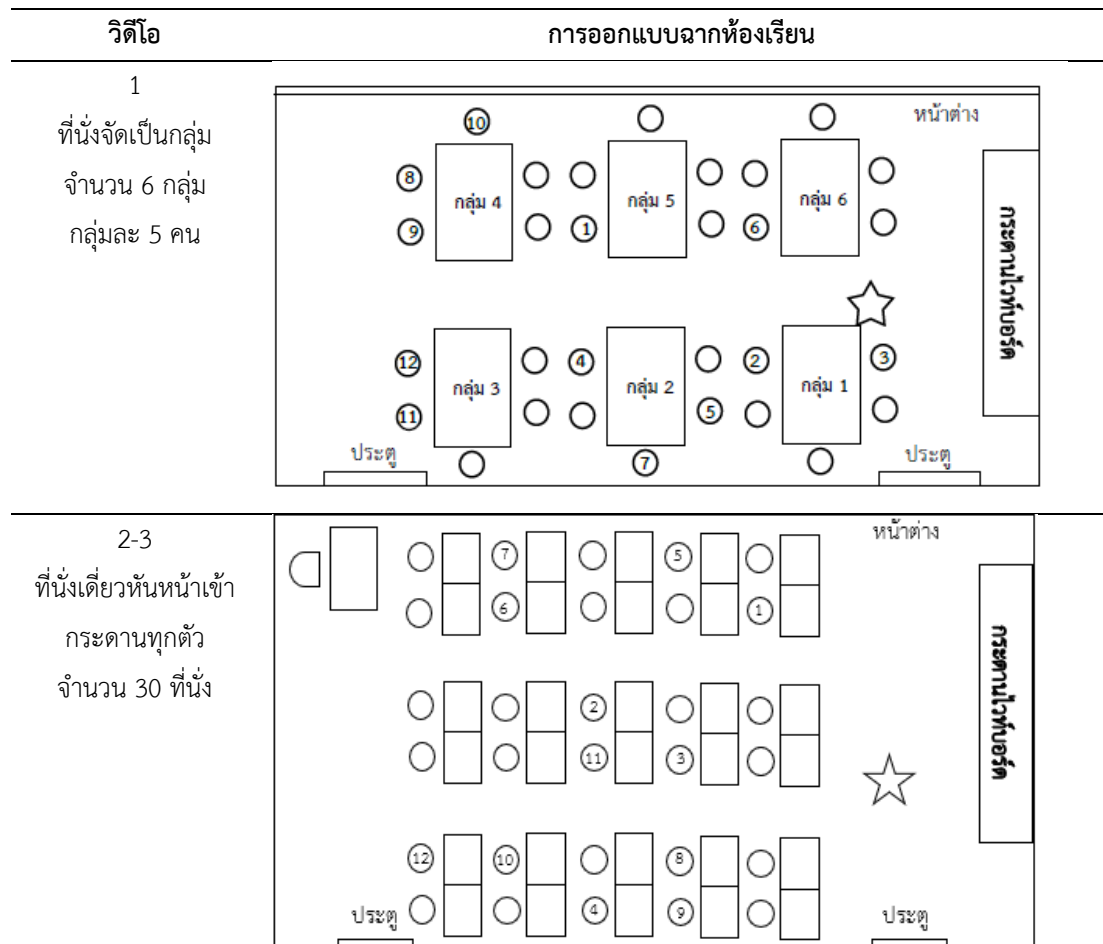 วิดีโอ
การออกแบบฉากห้องเรียน
1
ที่นั่งจัดเป็นกลุ่ม
จำนวน 6 กลุ่ม
กลุ่มละ 5 คน
หน้าต่าง
10
8
กลุ่ม 4
กลุ่ม 5
กลุ่ม 6
9
1
6
กระดานไวท์บอร์ด
12
4
2
3
กลุ่ม 3
กลุ่ม 2
กลุ่ม 1
11
5
ประตู
7
ประตู
2-3
ที่นั่งเดี่ยวหันหน้าเข้า
กระดานทุกตัว
จำนวน 30 ที่นั่ง
หน้าต่าง
7
5
6
1
กระดานไวท์บอร์ด
2
11
3
12
10
8
ประตู
4
9
ประตู